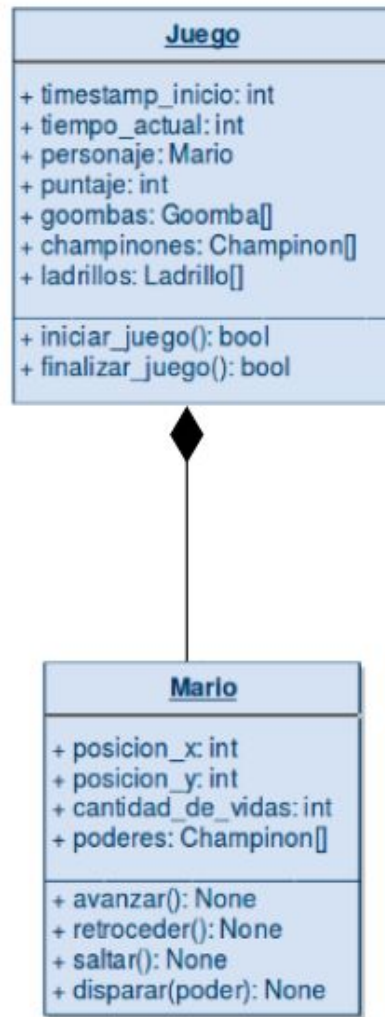 Juego
+ timestamp_inicio: int
+ tiempo_actual: int
+ personaje: Mario
+ puntaje: int
+ goombas: Goomba[]
+ champinones: Champinon[]
+ ladrillos: Ladrillo[]
+ iniciar_juego(): bool
+ finalizar_juego(): bool
Mario
+ posicion_x: int
+ posicion_y: int
+ cantidad_de_vidas: int
+ poderes: Champinon[]
+ avanzar(): None
+ retroceder(): None
+ saltar(): None
+ disparar(poder): None